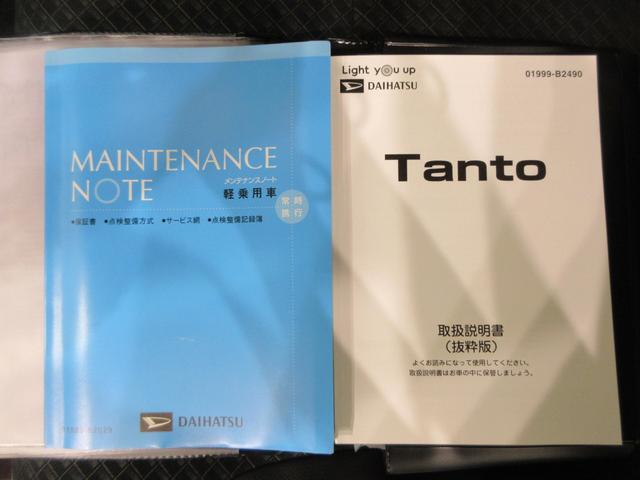 MAINTENANCE
NOTE
メンテナンスノート
軽乗用車
常時
携行
●保証書 ●点検整備方式 ●サービス網 ●点検整備記録簿
DAIHATSU
Light you up
DAIHATSU
01999-B2490
Tanto
取扱説明書
(抜粋版)
よくお読みになって使用してください。
取扱説明書はお車の中に保管しましょう。